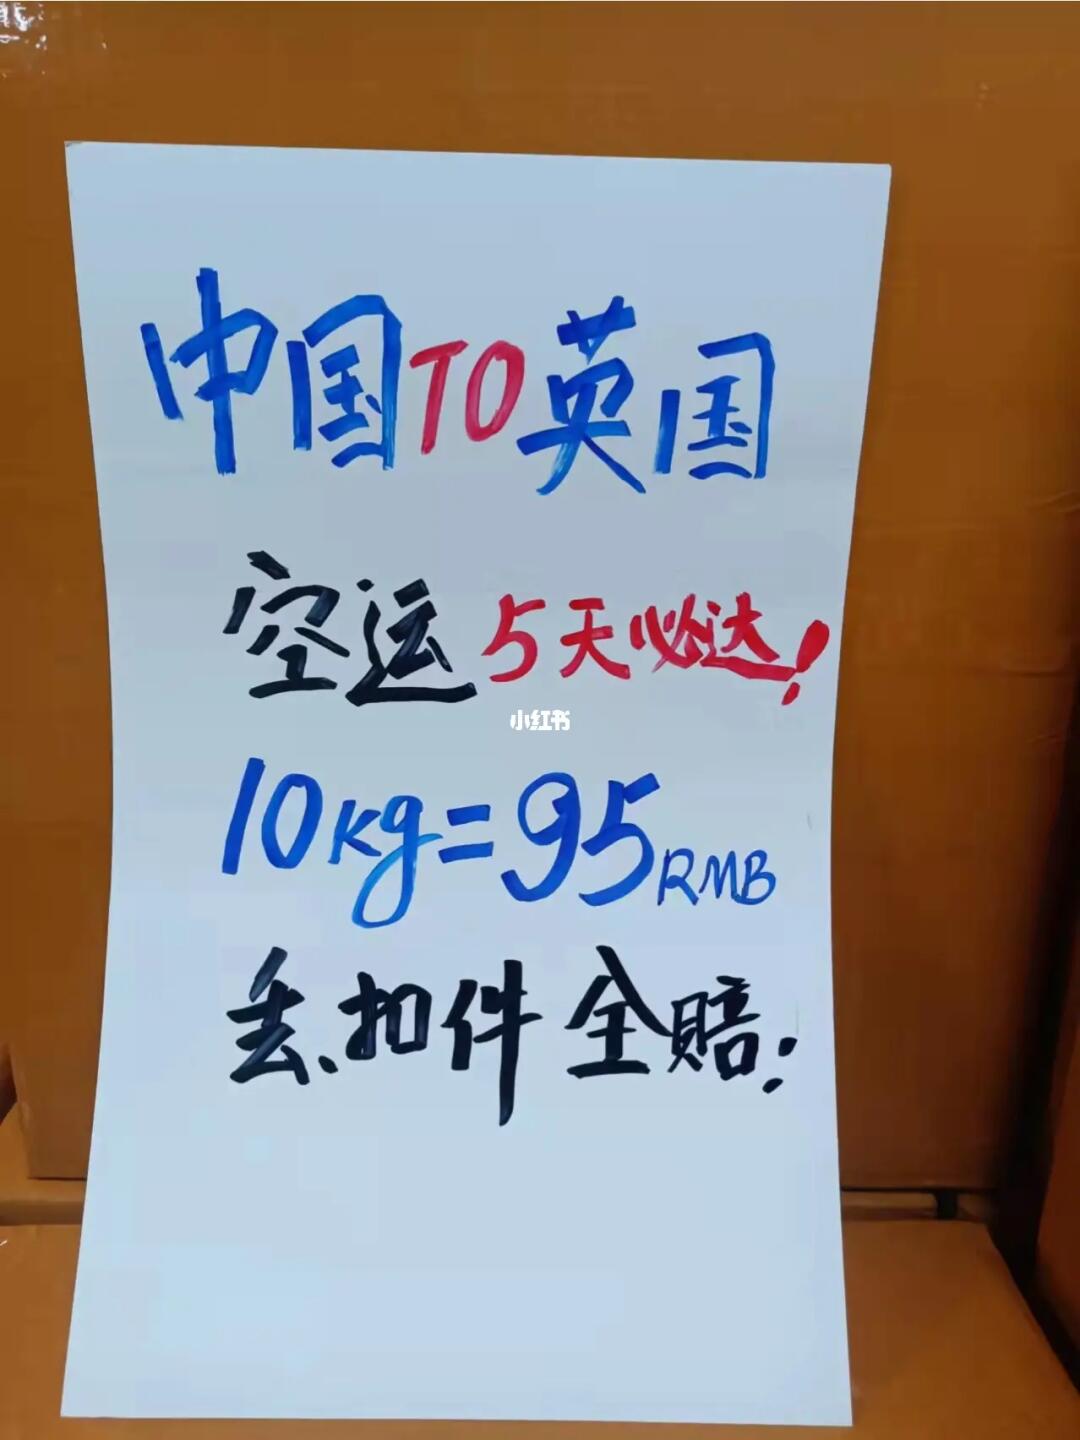 中国TO英国
空运 5天必达!
小红书
10kg=95RMB
丢.扣件 全赔!